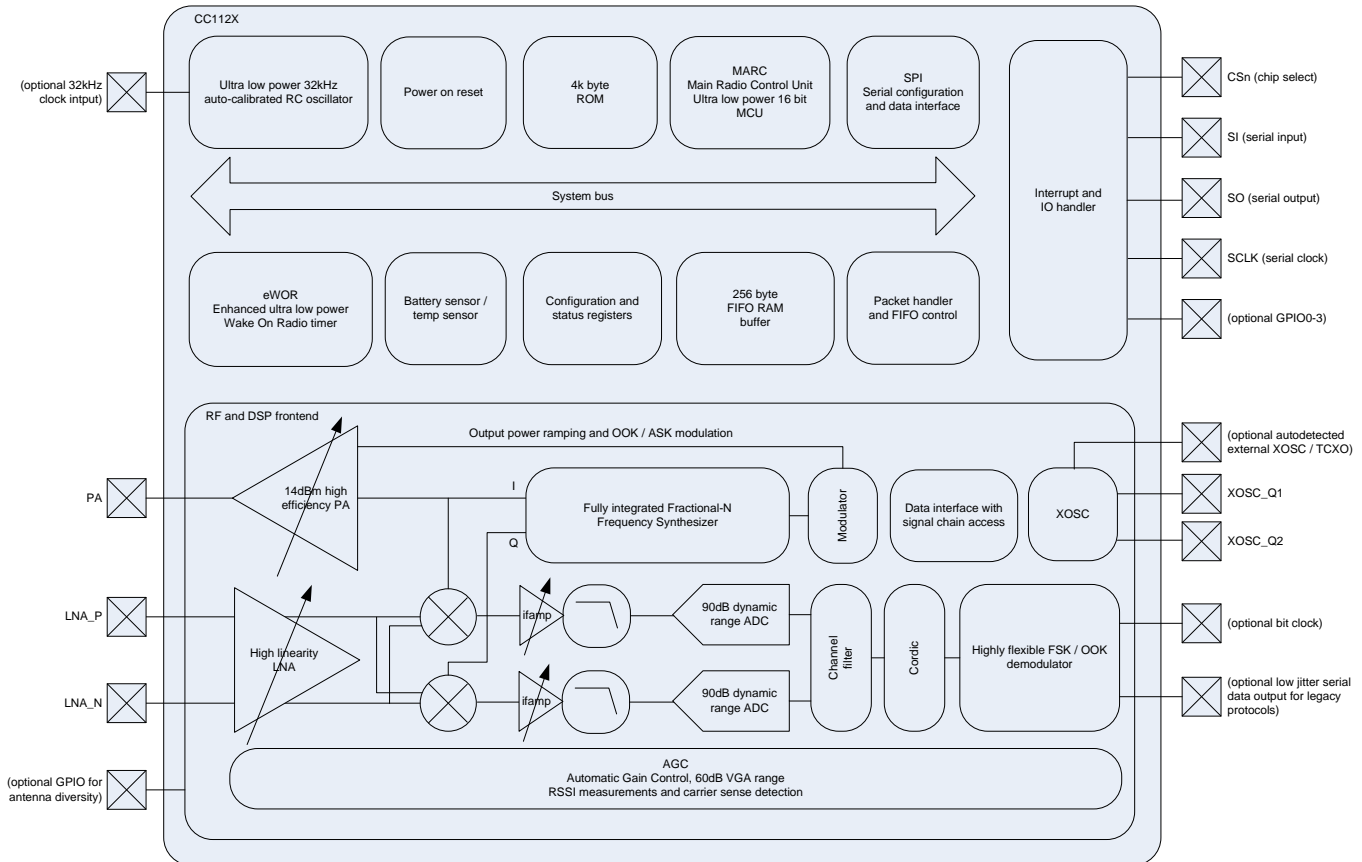 CC112X
(optional 32kHz
clock intput)
Ultra low power 32kHz
auto-calibrated RC oscillator
Power on reset
4k byte
ROM
MARC
Main Radio Control Unit
Ultra low power 16 bit
MCU
SPI
Serial configuration
and data interface
Interrupt and
IO handler
CSn (chip select)
SI (serial input)
SO (serial output)
SCLK (serial clock)
(optional GPIO0-3)
System bus
eWOR
Enhanced ultra low power
Wake On Radio timer
Battery sensor /
temp sensor
Configuration and
status registers
256 byte
FIFO RAM
buffer
Packet handler
and FIFO control
RF and DSP frontend
Output power ramping and OOK / ASK modulation
PA
14dBm high
efficiency PA
I
Q
Fully integrated Fractional-N
Frequency Synthesizer
Modulator
Data interface with
signal chain access
XOSC
(optional autodetected
external XOSC / TCXO)
XOSC_Q1
XOSC_Q2
LNA_P
LNA_N
High linearity
LNA
ifamp
ifamp
90dB dynamic
range ADC
90dB dynamic
range ADC
Channel
filter
Cordic
Highly flexible FSK / OOK
demodulator
(optional bit clock)
(optional low jitter serial
data output for legacy
protocols)
(optional GPIO for
antenna diversity)
AGC
Automatic Gain Control, 60dB VGA range
RSSI measurements and carrier sense detection